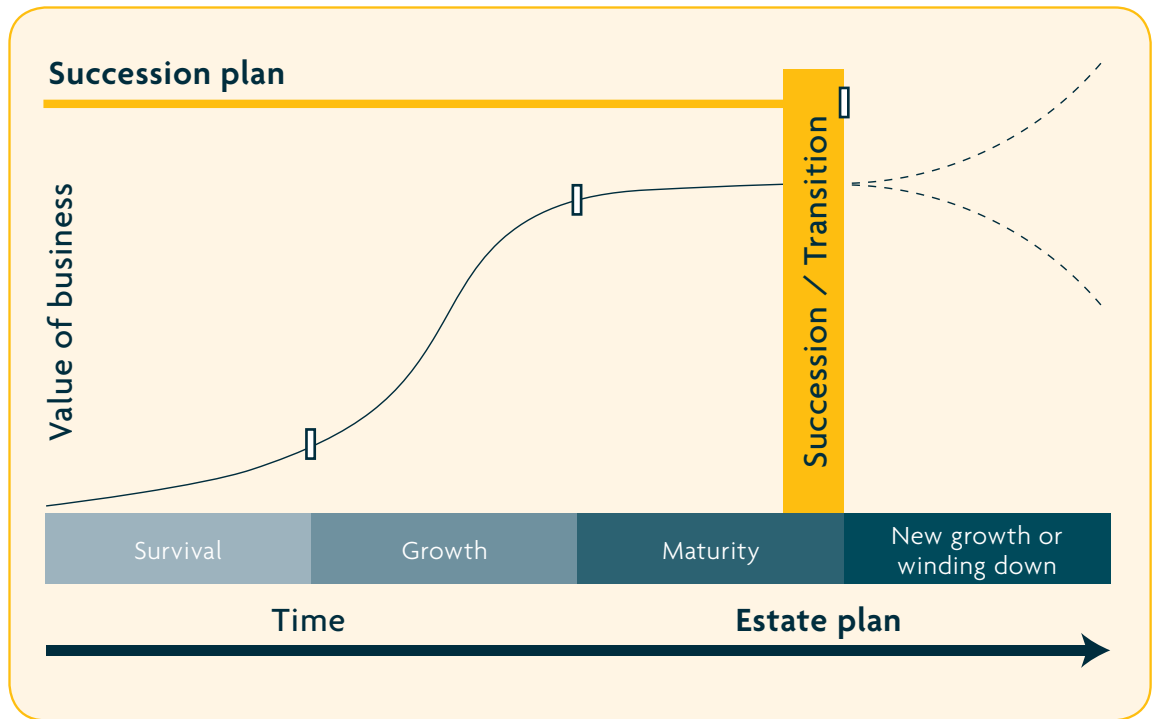 Succession plan
Value of business
Succession / Transition
Survival
Growth
Maturity
New growth or
winding down
Time
Estate plan